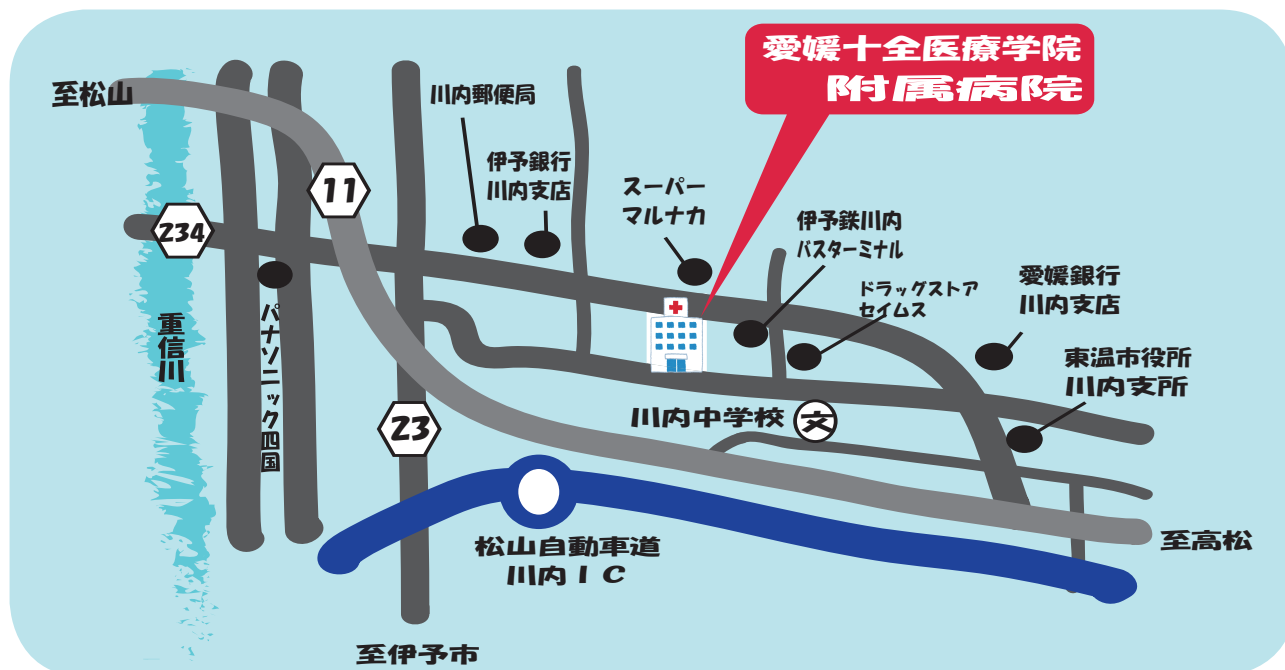 愛媛十全医療学院
附属病院
至松山
川内郵便局
伊予銀行
川内支店
スーパー
マルナカ
11
伊予鉄川内
バスターミナル
234
愛媛銀行
川内支店
ドラッグストア
セイムス
重信川
パナソニック四国
東温市役所
川内支所
23
川内中学校
文
松山自動車道
川内IC
至高松
至伊予市